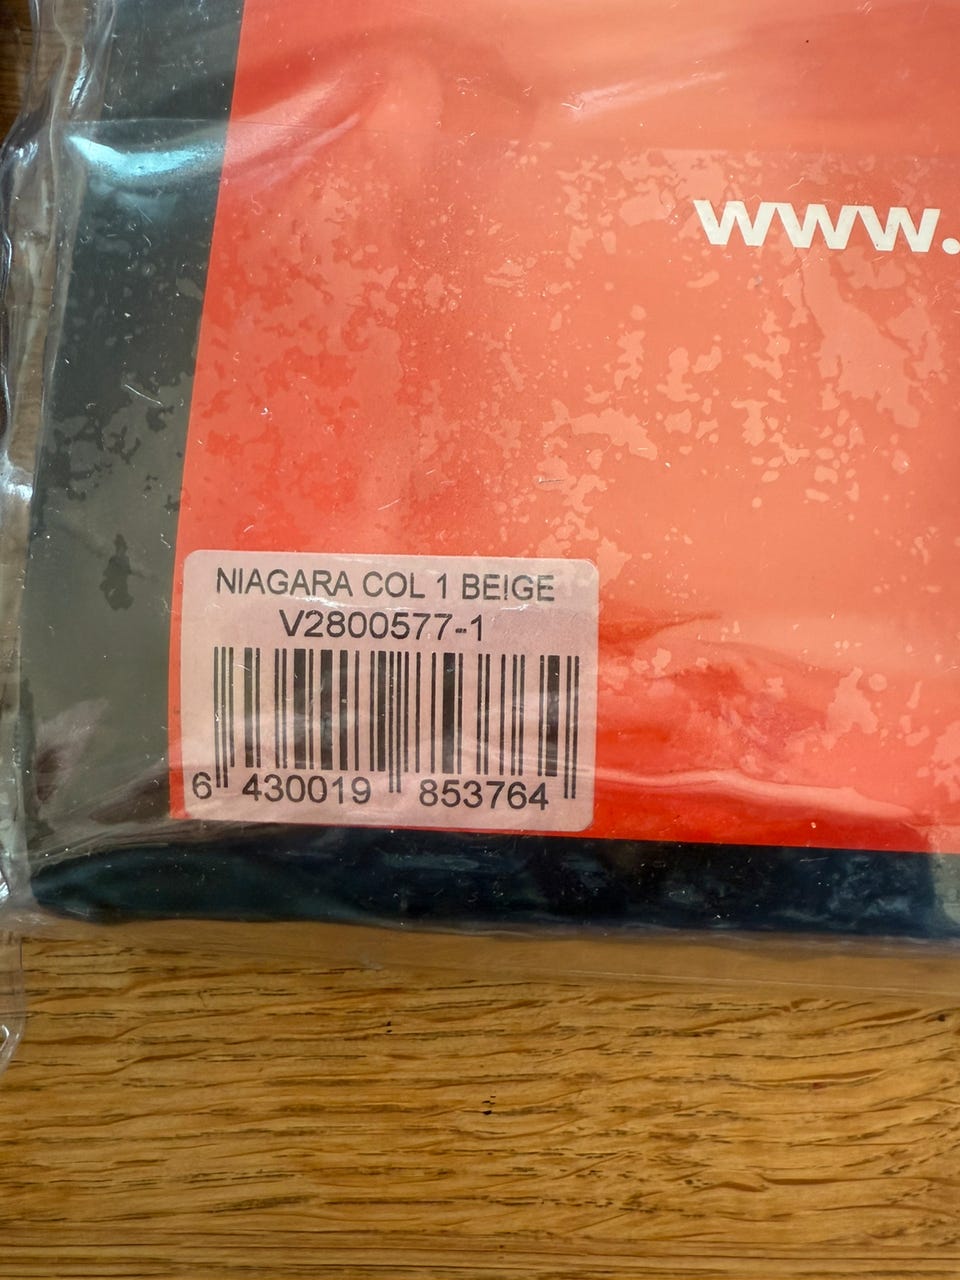 www.
NIAGARA COL 1 BEIGE
V2800577-1
6 430019 853764